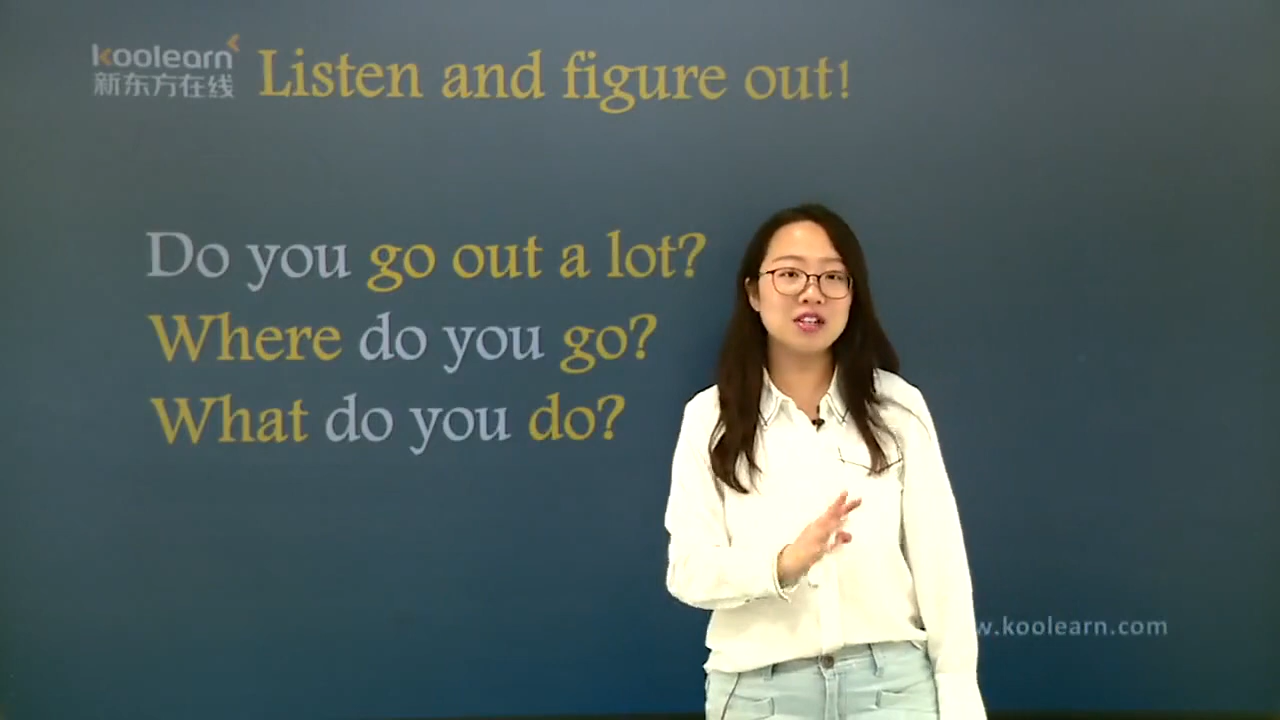 koolearn
新东方在线
Listen and figure out!
Do you go out a lot?
Where do you go?
What do you do?
w.koolearn.com